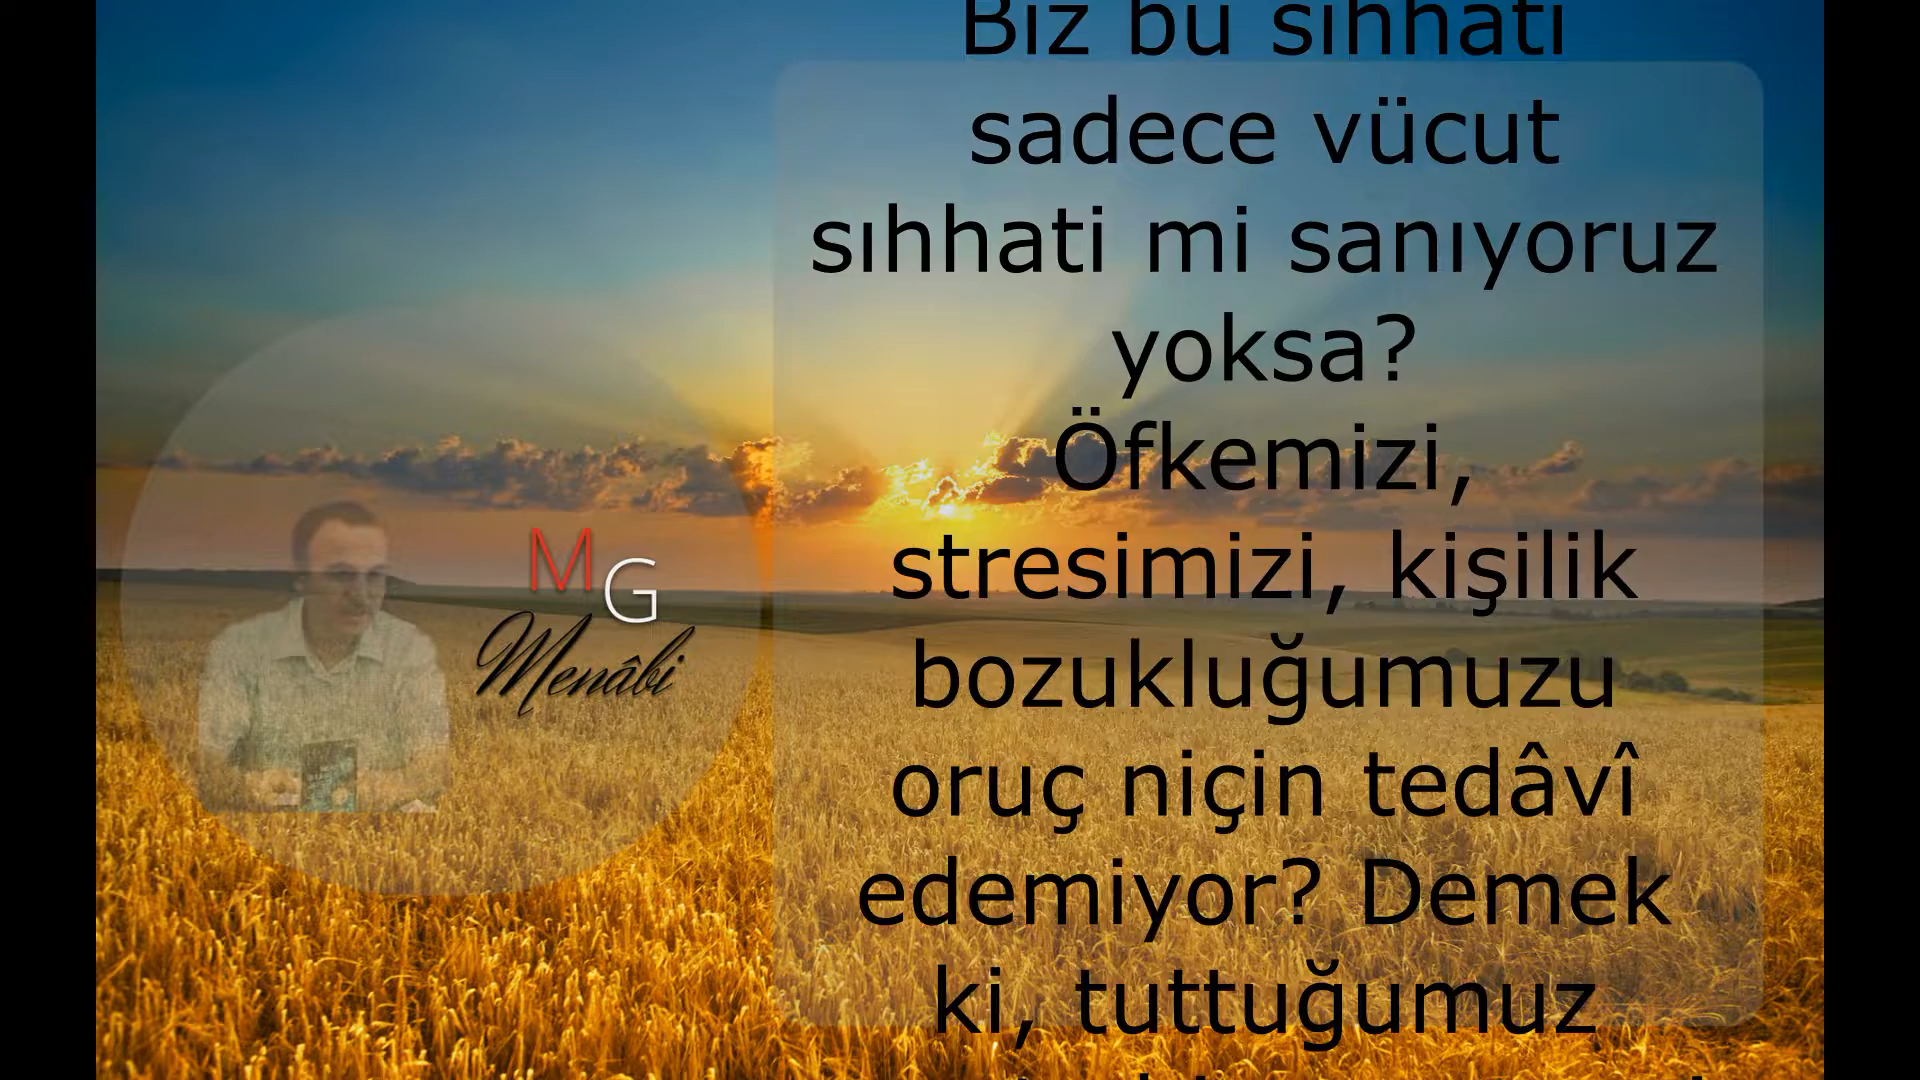 Biz bu sıhhati
sadece vücut
sıhhati mi sanıyoruz
yoksa?
Öfkemizi,
stresimizi, kişilik
bozukluğumuzu
oruç niçin tedâvî
edemiyor? Demek
ki, tuttuğumuz
MG
Menâbi